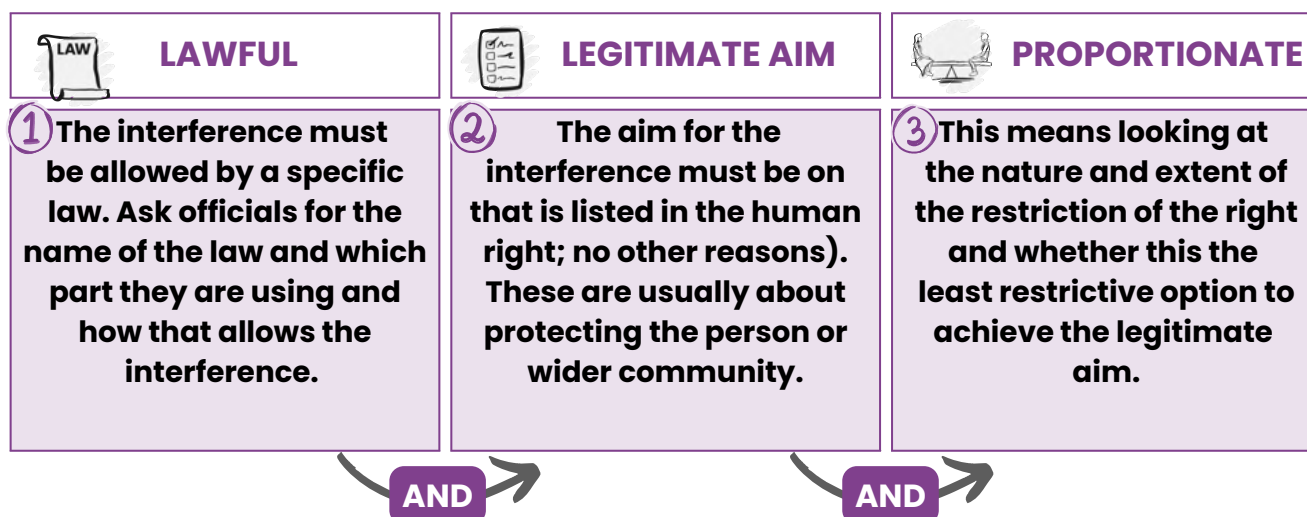 LAW
LAWFUL
1
The interference must
be allowed by a specific
law. Ask officials for the
name of the law and which
part they are using and
how that allows the
interference.
LEGITIMATE AIM
2
The aim for the
interference must be on
that is listed in the human
right; no other reasons).
These are usually about
protecting the person or
wider community.
PROPORTIONATE
3
This means looking at
the nature and extent of
the restriction of the right
and whether this the
least restrictive option to
achieve the legitimate
aim.
AND
AND